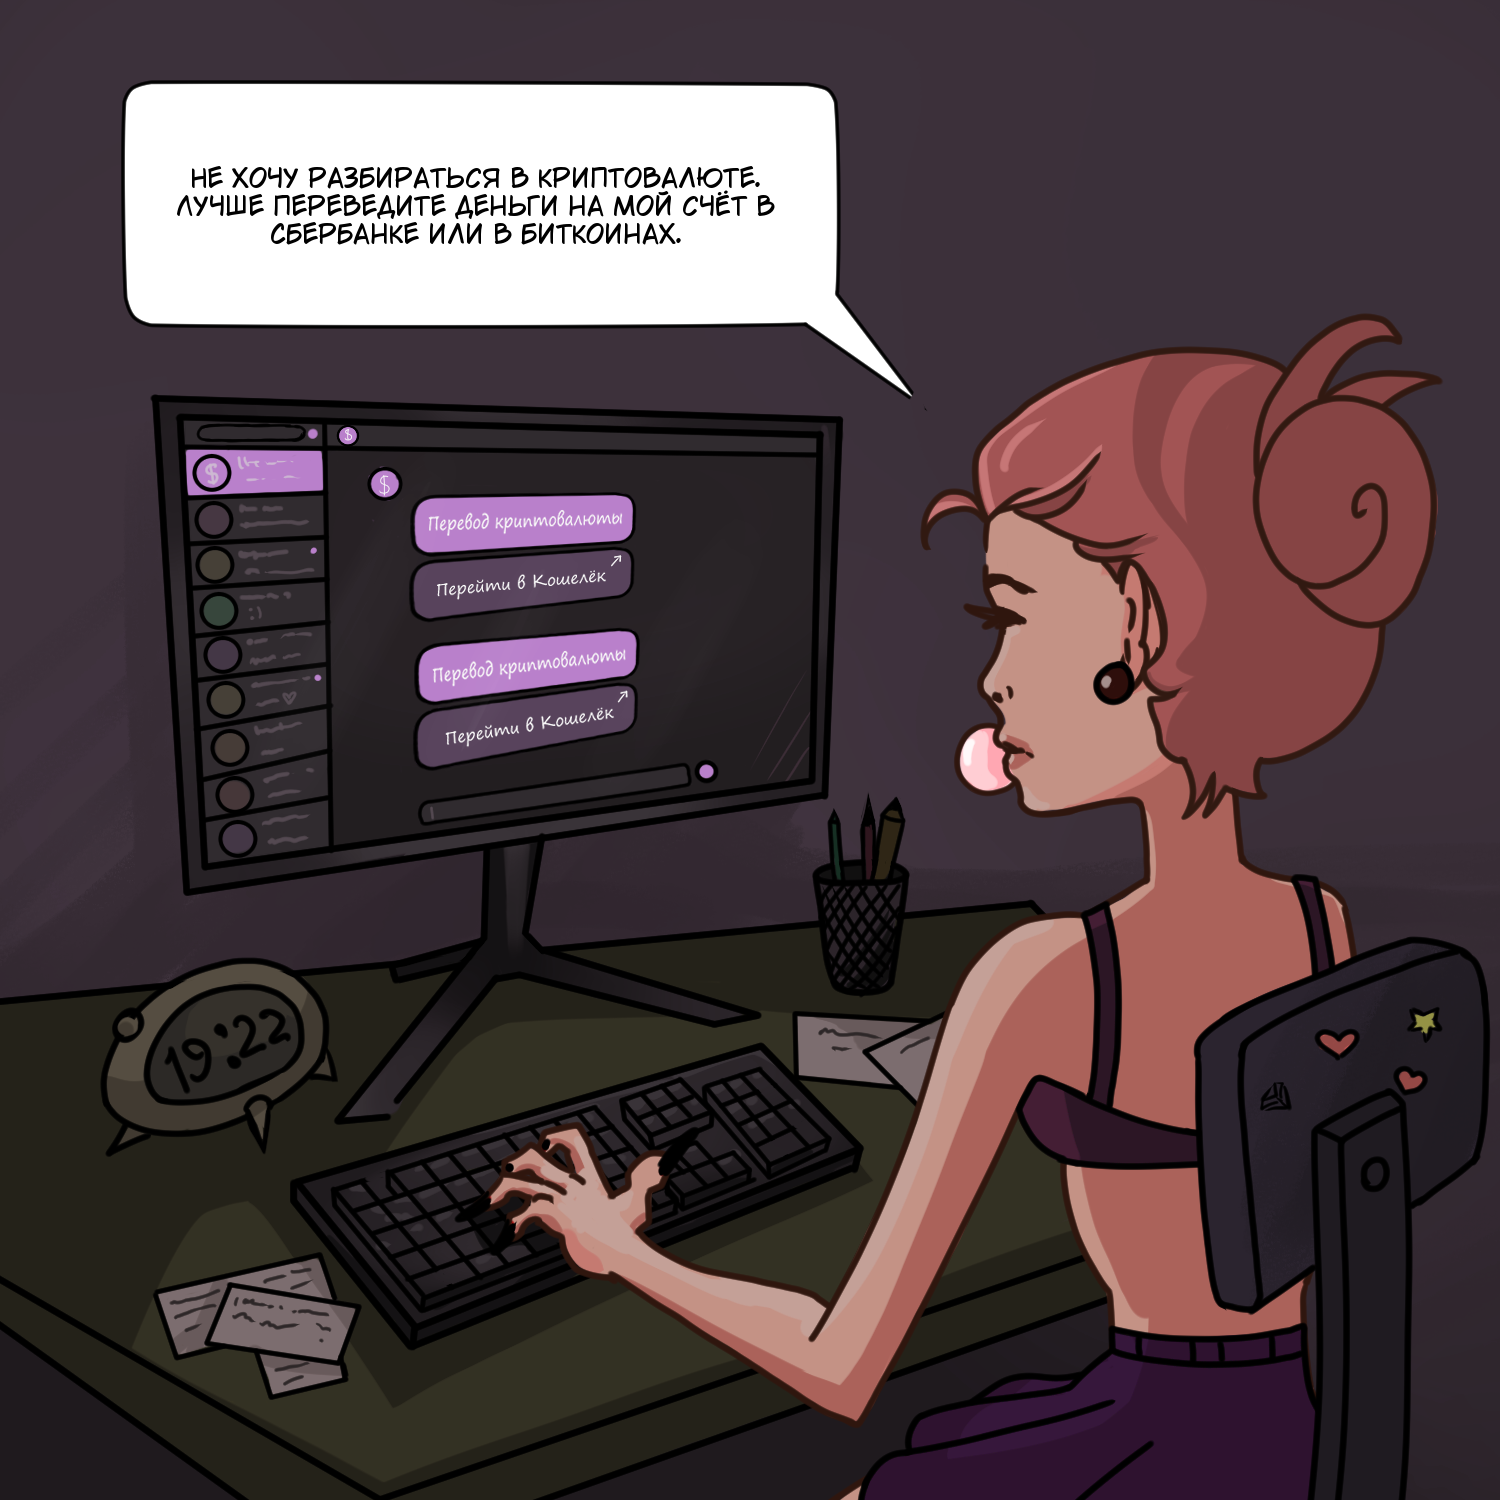 НЕ ХОЧУ РАЗБИРАТЬСЯ В КРИПТОВАЛЮТЕ.
ЛУЧШЕ ПЕРЕВЕДИТЕ ДЕНЬГИ НА МОЙ СЧЁТ В
СБЕРБАНКЕ ИЛИ В БИТКОИНАХ.
$
$
$
:)
Перевод криптовалюты
Перейти в Кошелёк
Перевод криптовалюты
Перейти в Кошелёк
19:22